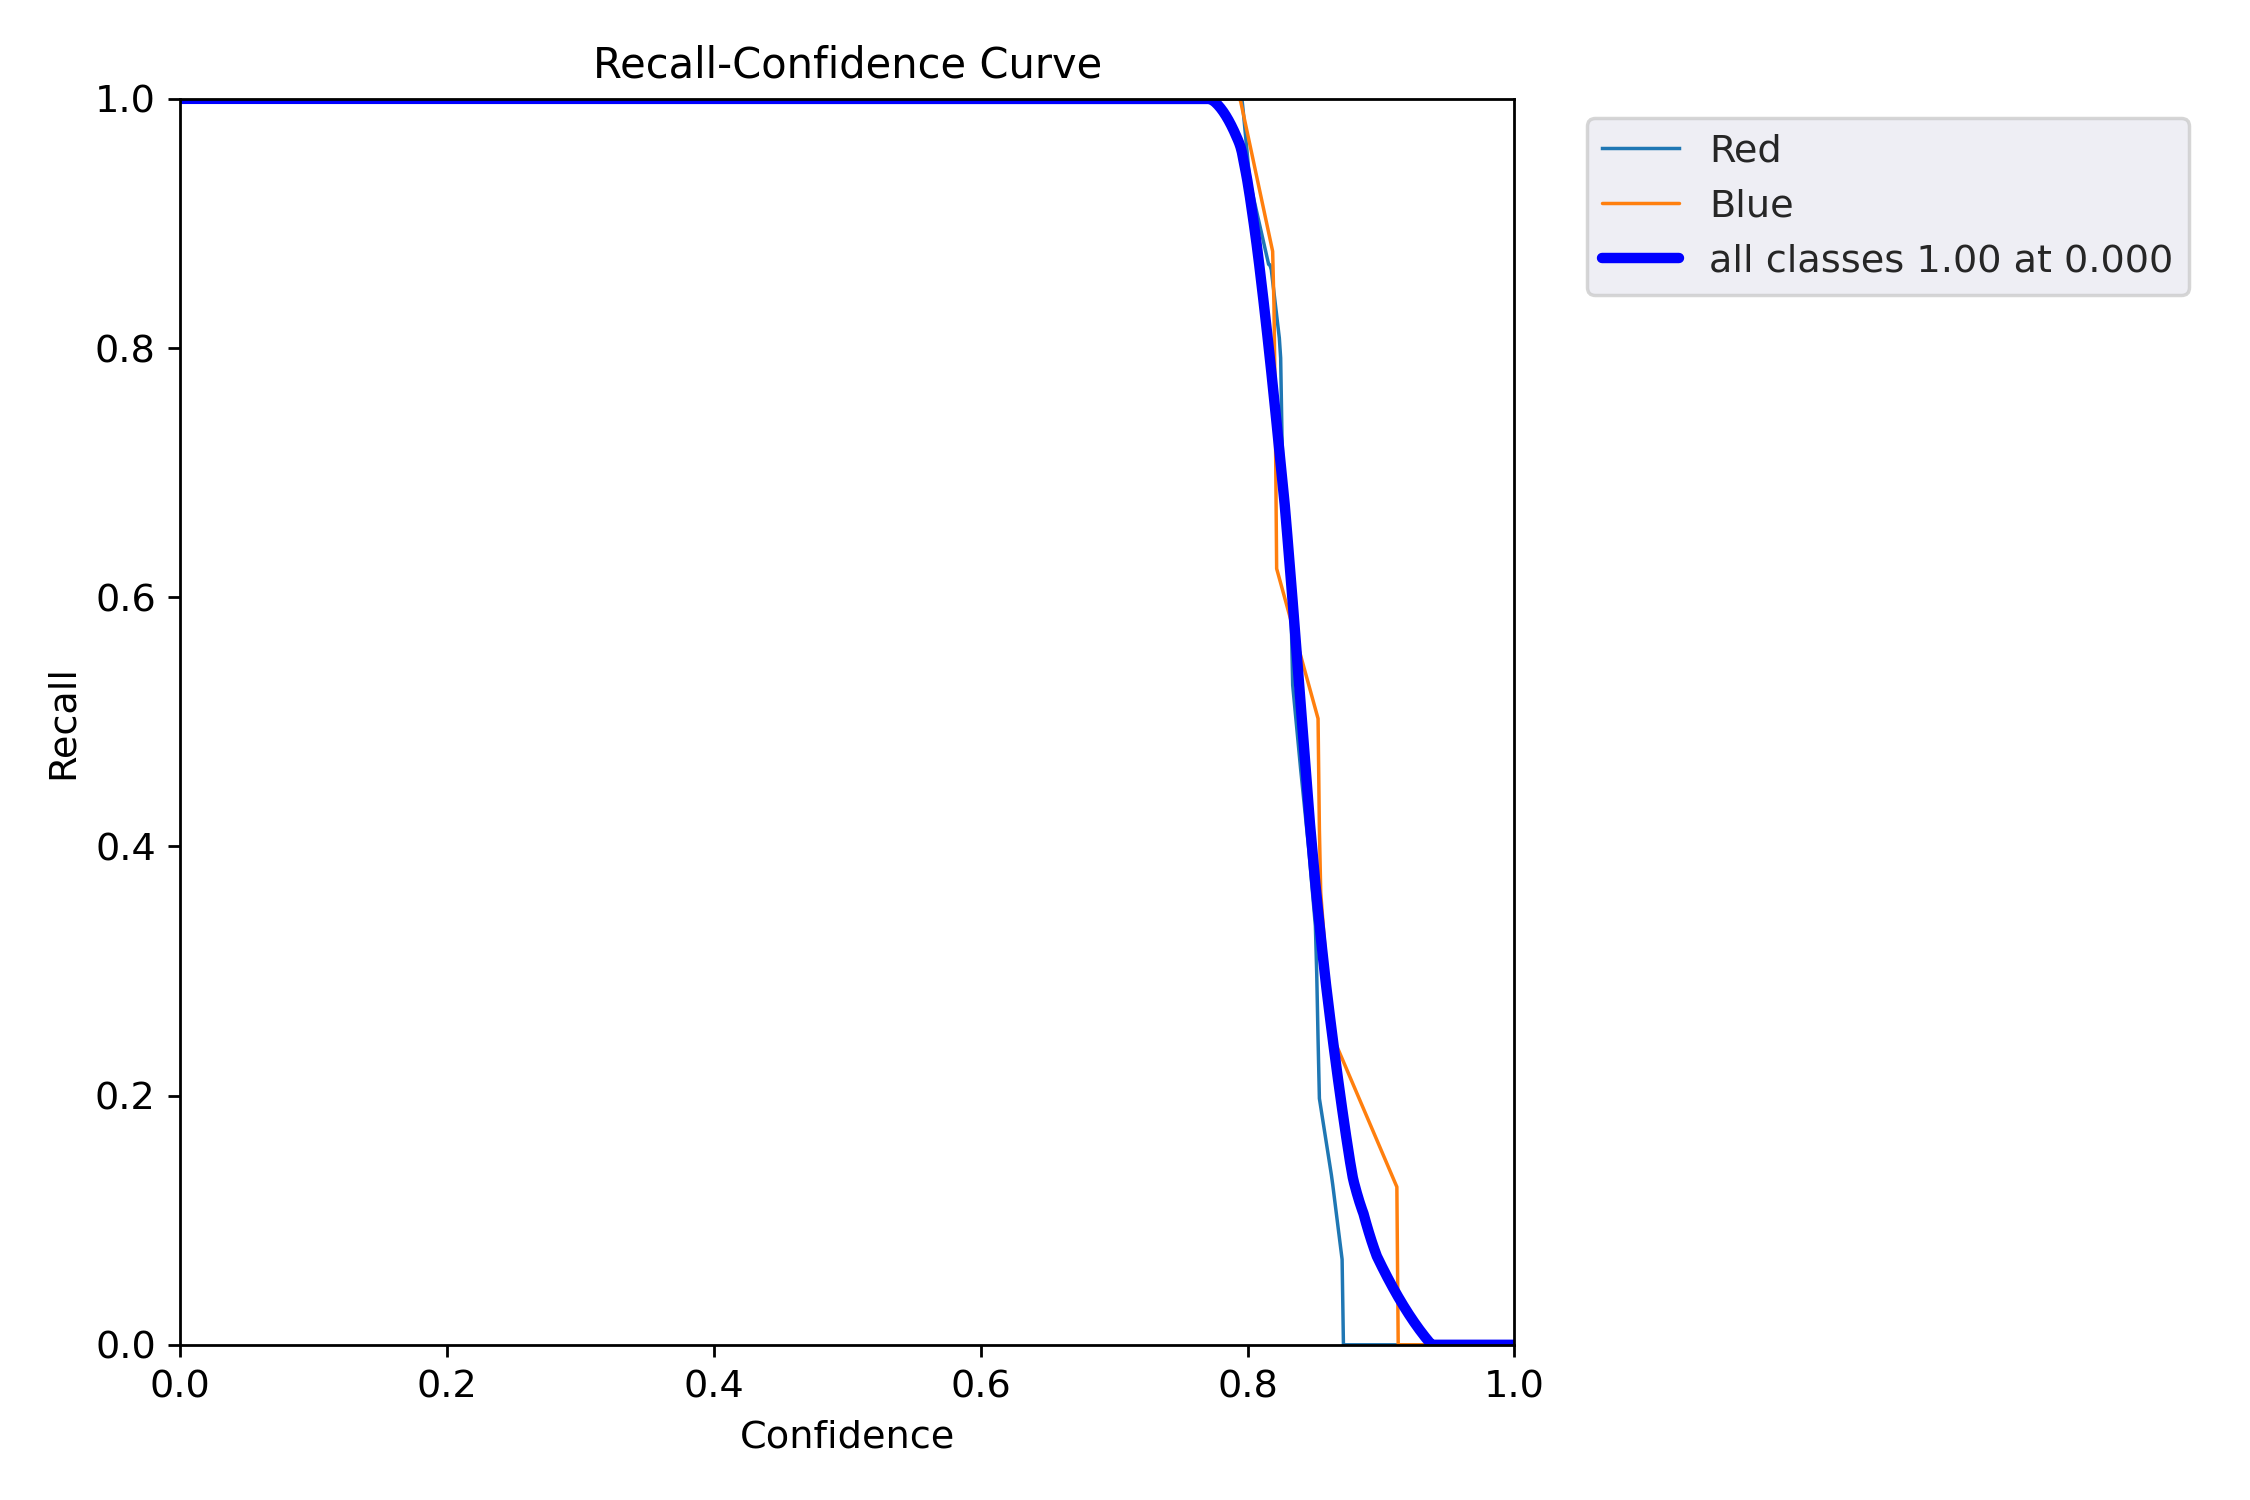 Recall-Confidence Curve
1.0
0.8
0.6
0.4
0.2
0.0
Recall
0.0 0.2 0.4 0.6 0.8 1.0
Confidence
Red
Blue
all classes 1.00 at 0.000